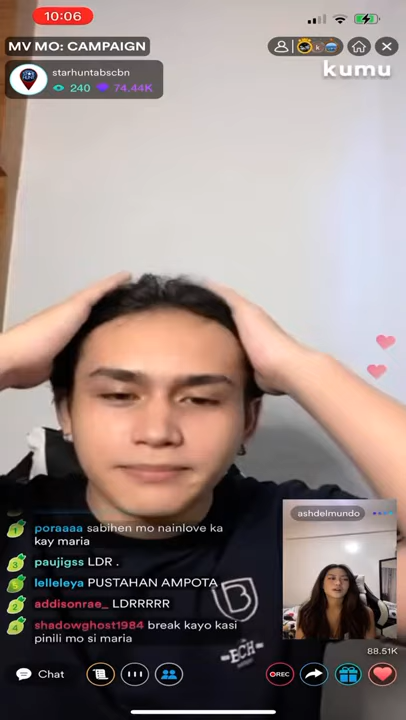 10:06
MV MO: CAMPAIGN
kumu
starhuntabscbn
240 74.44K
ashdelmundo
poraaaa sabihen mo nainlove ka
kay maria
paujigss LDR .
lelleleya PUSTAHAN AMPOTA
addisonrae_ LDRRRRR
shadowghost1984 break kayo kasi
pinili mo si maria
B
ECH
88.51K
Chat
REC